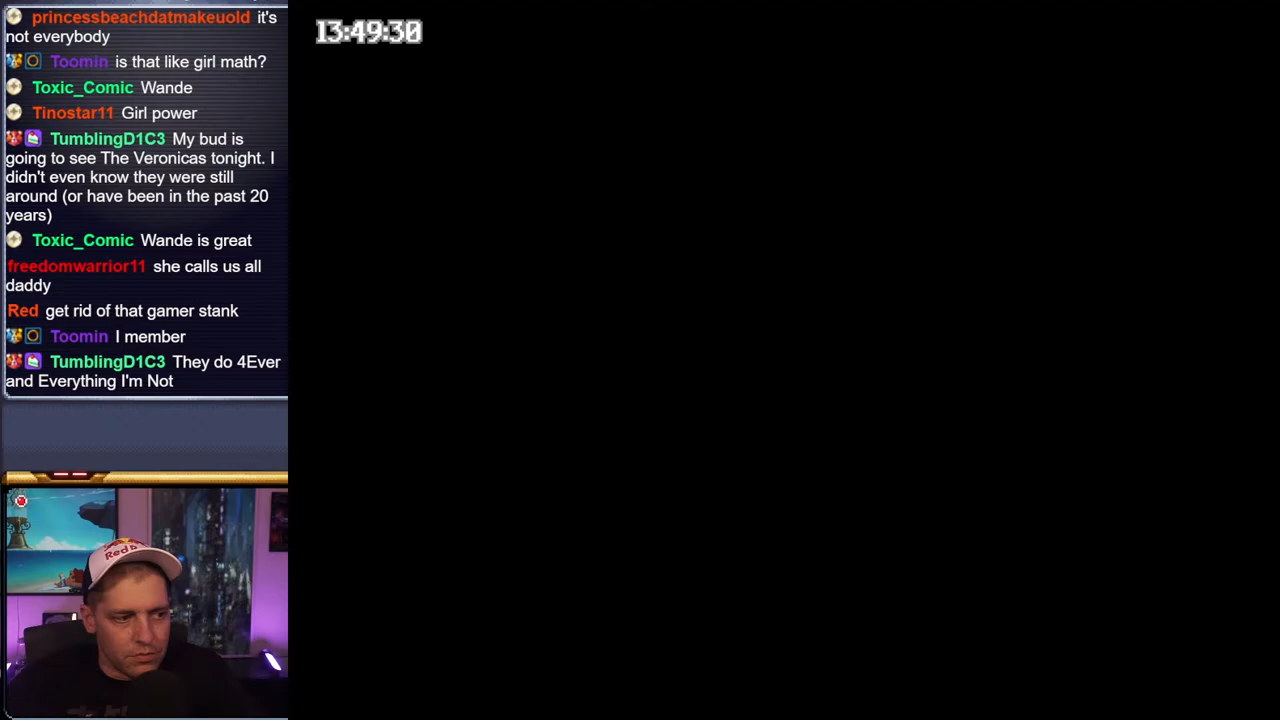 princessbeachdatmakeuold it's
not everybody
Toomin is that like girl math?
Toxic_Comic Wande
Tinostar11 Girl power
TumblingD1C3 My bud is
going to see The Veronicas tonight. I
didn't even know they were still
around (or have been in the past 20
years)
Toxic_Comic Wande is great
freedomwarrior11 she calls us all
daddy
Red get rid of that gamer stank
Toomin I member
TumblingD1C3 They do 4Ever
and Everything I'm Not
13:49:30
Red B